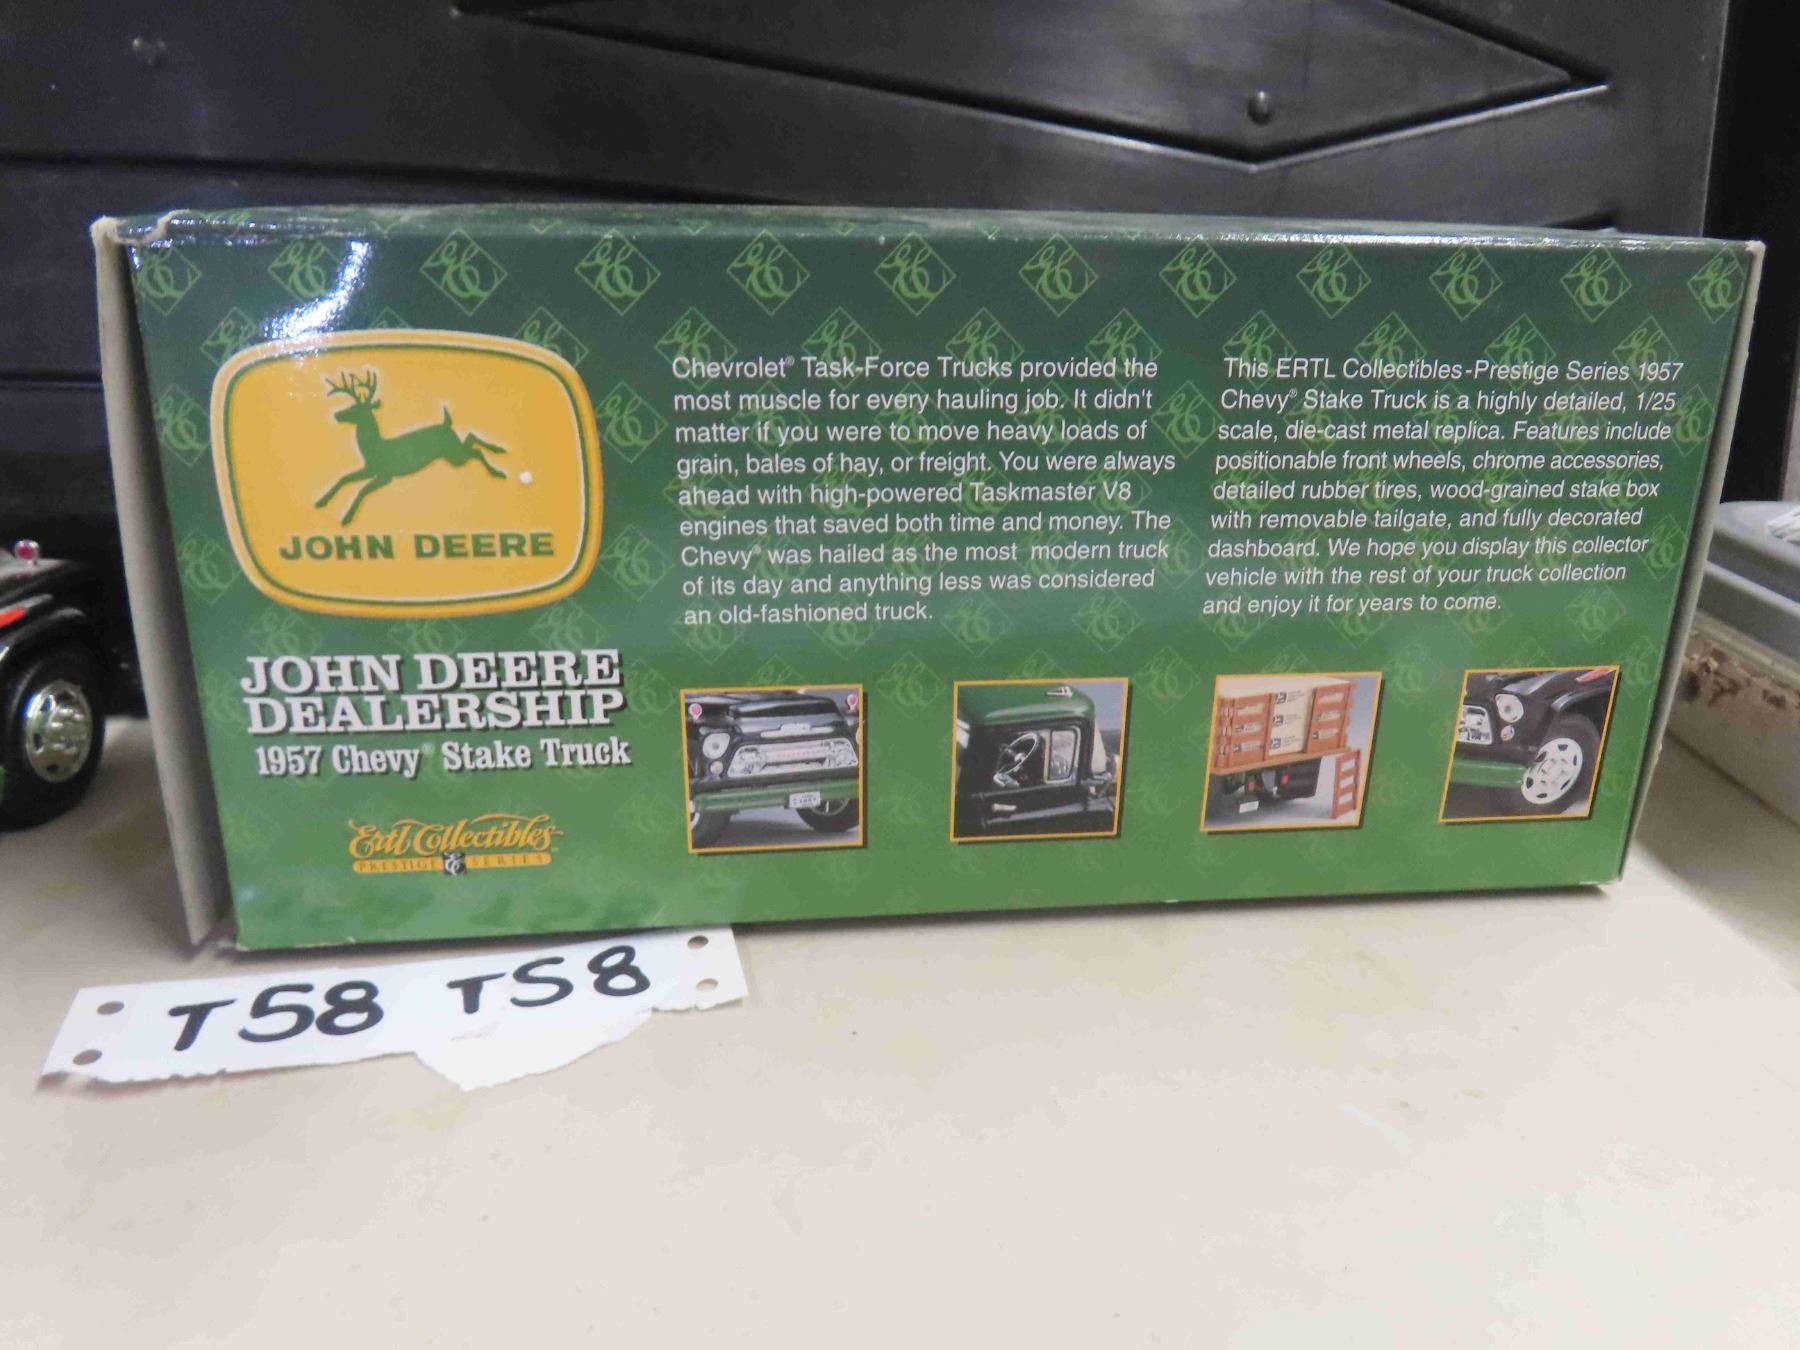 JOHN DEERE
JOHN DEERE
DEALERSHIP
1957 Chevy® Stake Truck
Ertl Collectibles™
PRESTIGE SERIES
Chevrolet® Task-Force Trucks provided the
most muscle for every hauling job. It didn't
matter if you were to move heavy loads of
grain, bales of hay, or freight. You were always
ahead with high-powered Taskmaster V8
engines that saved both time and money. The
Chevy® was hailed as the most modern truck
of its day and anything less was considered
an old-fashioned truck.
This ERTL Collectibles-Prestige Series 1957
Chevy® Stake Truck is a highly detailed, 1/25
scale, die-cast metal replica. Features include
positionable front wheels, chrome accessories,
detailed rubber tires, wood-grained stake box
with removable tailgate, and fully decorated
dashboard. We hope you display this collector
vehicle with the rest of your truck collection
and enjoy it for years to come.
T58 T58